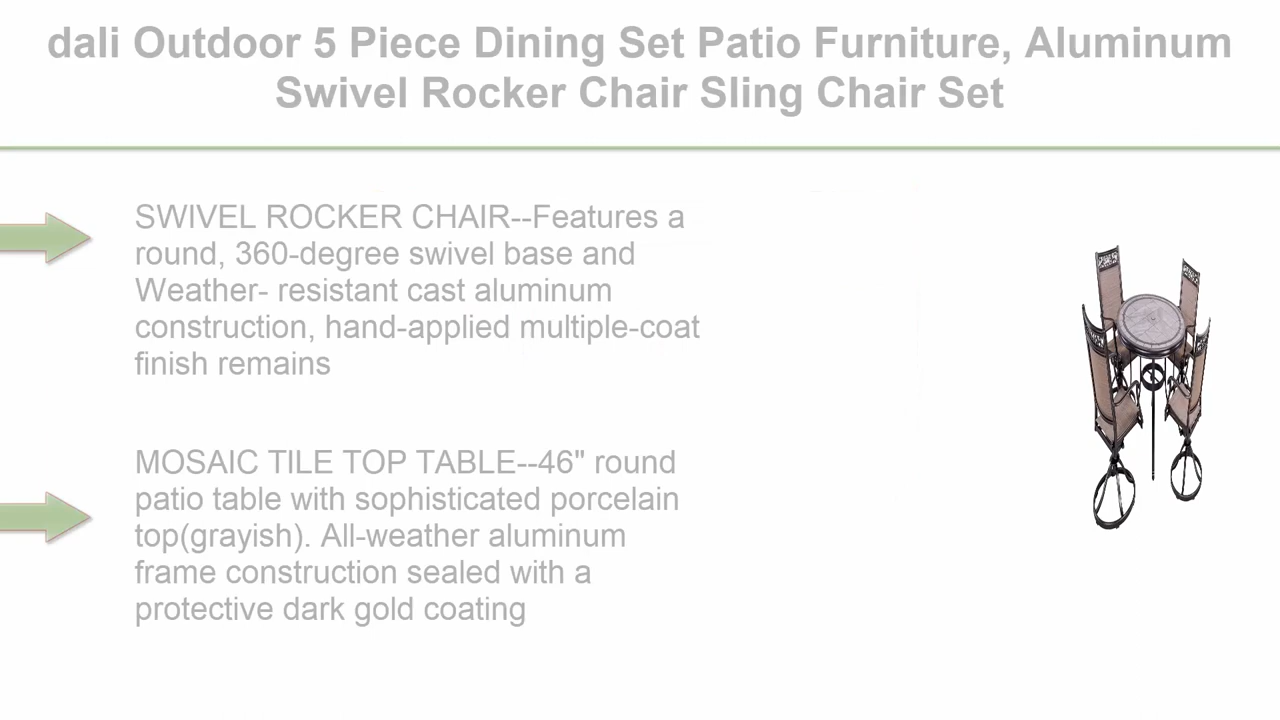 dali Outdoor 5 Piece Dining Set Patio Furniture, Aluminum
Swivel Rocker Chair Sling Chair Set
SWIVEL ROCKER CHAIR--Features a
round, 360-degree swivel base and
Weather- resistant cast aluminum
construction, hand-applied multiple-coat
finish remains
MOSAIC TILE TOP TABLE--46" round
patio table with sophisticated porcelain
top(grayish). All-weather aluminum
frame construction sealed with a
protective dark gold coating